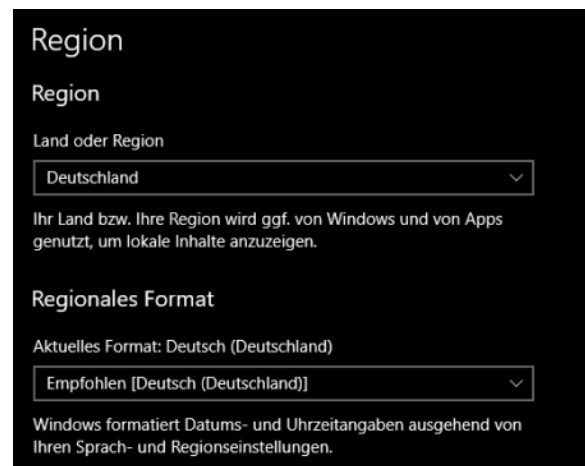 Region
Region
Land oder Region
Deutschland
Ihr Land bzw. Ihre Region wird ggf. von Windows und von Apps
genutzt, um lokale Inhalte anzuzeigen.
Regionales Format
Aktuelles Format: Deutsch (Deutschland)
Empfohlen [Deutsch (Deutschland)]
Windows formatiert Datums- und Uhrzeitangaben ausgehend von
Ihren Sprach- und Regionseinstellungen.